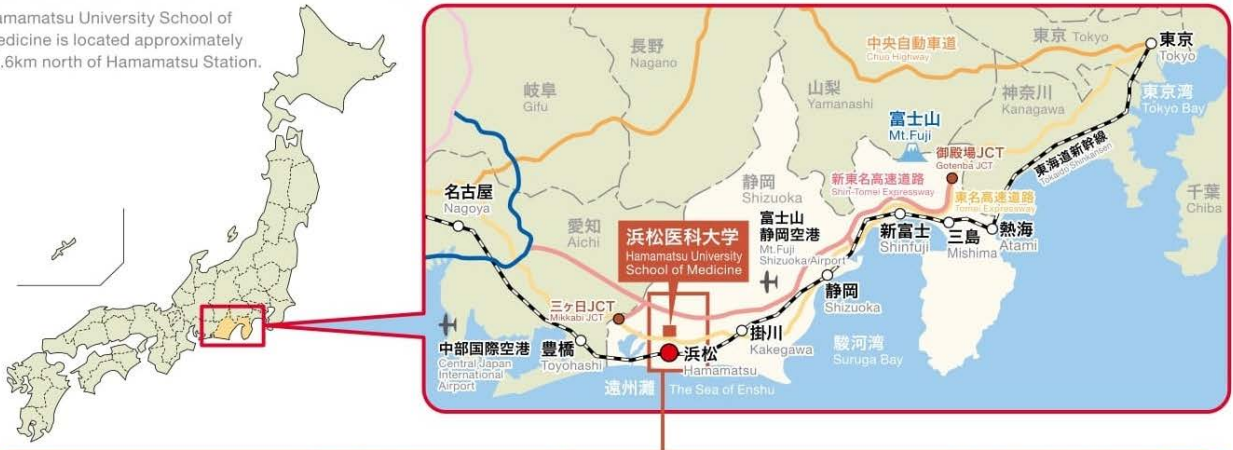 amamatsu University School of
edicine is located approximately
.6km north of Hamamatsu Station.
長野
Nagano
中央自動車道
Chuo Highway
東京 Tokyo
東京
Tokyo
岐阜
Gifu
山梨
Yamanashi
神奈川
Kanagawa
東京湾
Tokyo Bay
富士山
Mt.Fuji
御殿場JCT
Gotenba JCT
東海道新幹線
Tokaido Shinkansen
名古屋
Nagoya
静岡
Shizuoka
新東名高速道路
Shin-Tomei Expressway
東名高速道路
Tomei Expressway
千葉
Chiba
愛知
Aichi
浜松医科大学
Hamamatsu University
School of Medicine
富士山
静岡空港
Mt.Fuji
Shizuoka Airport
新富士
Shinfuji
三島
Mishima
熱海
Atami
静岡
Shizuoka
三ヶ日JCT
Mikkabi JCT
掛川
Kakegawa
駿河湾
Suruga Bay
中部国際空港
Central Japan
International
Airport
豊橋
Toyohashi
浜松
Hamamatsu
遠州灘 The Sea of Enshu